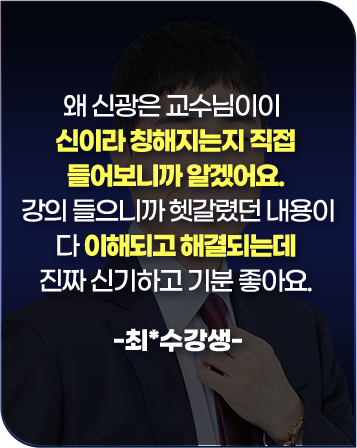 왜 신광은 교수님이이
신이라 칭해지는지 직접
들어보니까 알겠어요.
강의 들으니까 헷갈렸던 내용이
다 이해되고 해결되는데
진짜 신기하고 기분 좋아요.
-최*수강생-